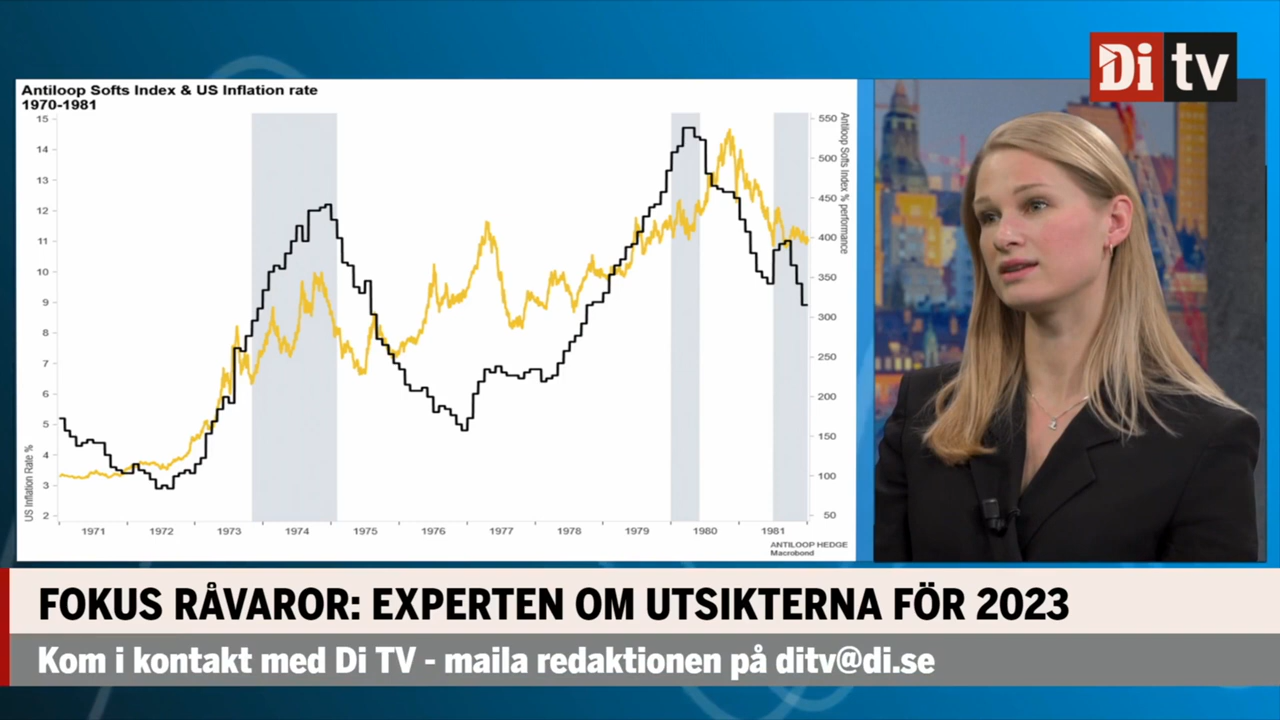 Di tv
Antiloop Softs Index & US Inflation rate
1970-1981
15
14
13
12
11
10
9
8
7
6
5
4
3
2
US Inflation Rate %
550
500
450
400
350
300
250
200
150
100
50
Antiloop Softs Index % performance
1971 1972 1973 1974 1975 1976 1977 1978 1979 1980 1981
ANTILOOP HEDGE
Macrobond
FOKUS RÅVAROR: EXPERTEN OM UTSIKTERNA FÖR 2023
Kom i kontakt med Di TV - maila redaktionen på ditv@di.se